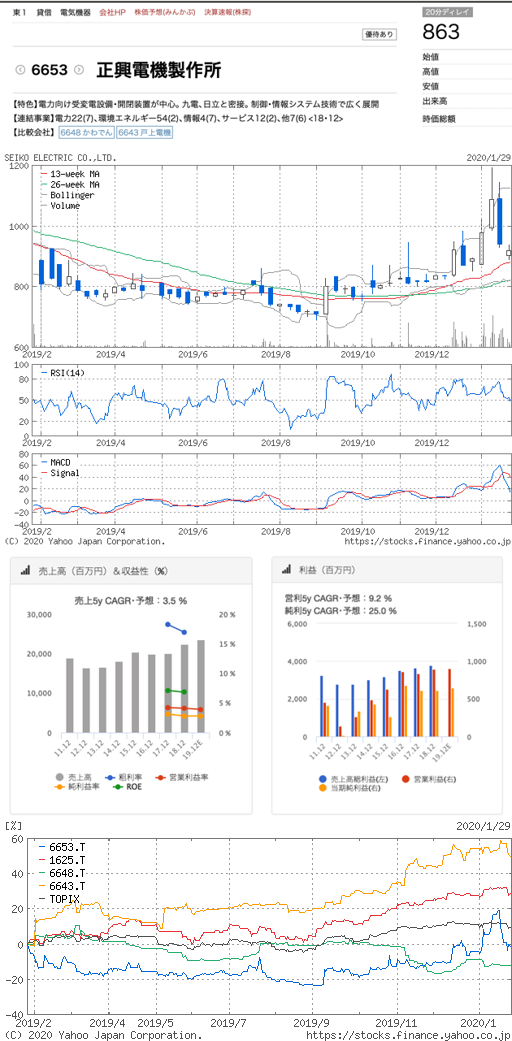 東1 貸借 電気機器 会社HP 株価予想(みんかぶ) 決算速報(株探)
20分ディレイ
863
優待あり
6653 正興電機製作所
始値
高値
安値
出来高
時価総額
【特色】電力向け受変電設備・開閉装置が中心。九電、日立と密接。制御・情報システム技術で広く展開
【連結事業】電力22(7)、環境エネルギー54(2)、情報4(7)、サービス12(2)、他7(6) <18・12>
【比較会社】 6648 かわでん 6643 戸上電機
SEIKO ELECTRIC CO.,LTD. 2020/1/29
1200
1000
800
600
13-week MA
26-week MA
Bollinger
Volume
2019/2 2019/4 2019/6 2019/8 2019/10 2019/12
100
50
0
RSI(14)
2019/2 2019/4 2019/6 2019/8 2019/10 2019/12
80
60
40
20
0
-20
-40
MACD
Signal
2019/2 2019/4 2019/6 2019/8 2019/10 2019/12
(C) 2020 Yahoo Japan Corporation. https://stocks.finance.yahoo.co.jp/
売上高（百万円）＆収益性（%）
売上5y CAGR・予想：3.5 %
30,000
20,000
10,000
0
20 %
15 %
10 %
5 %
0 %
11.12 12.12 13.12 14.12 15.12 16.12 17.12 18.12 19.12E
売上高 粗利率 営業利益率
純利益率 ROE
利益（百万円）
営利5y CAGR・予想：9.2 %
純利5y CAGR・予想：25.0 %
6,000
4,000
2,000
0
1,500
1,000
500
0
11.12 12.12 13.12 14.12 15.12 16.12 17.12 18.12 19.12E
売上高総利益(左) 営業利益(右)
当期純利益(右)
[%] 2020/1/29
60
40
20
0
-20
-40
6653.T
1625.T
6648.T
6643.T
TOPIX
2019/2 2019/4 2019/5 2019/7 2019/9 2019/11 2020/1
(C) 2020 Yahoo Japan Corporation. https://stocks.finance.yahoo.co.jp/